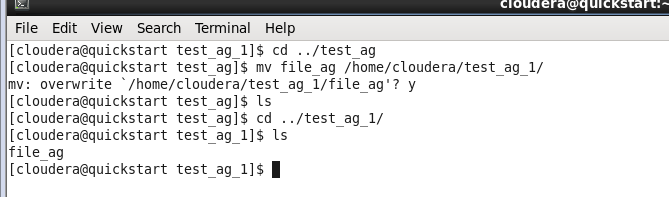 cloudera@quickstart:~
File Edit View Search Terminal Help
[cloudera@quickstart test_ag_1]$ cd ../test_ag
[cloudera@quickstart test_ag]$ mv file_ag /home/cloudera/test_ag_1/
mv: overwrite `/home/cloudera/test_ag_1/file_ag'? y
[cloudera@quickstart test_ag]$ ls
[cloudera@quickstart test_ag]$ cd ../test_ag_1/
[cloudera@quickstart test_ag_1]$ ls
file_ag
[cloudera@quickstart test_ag_1]$